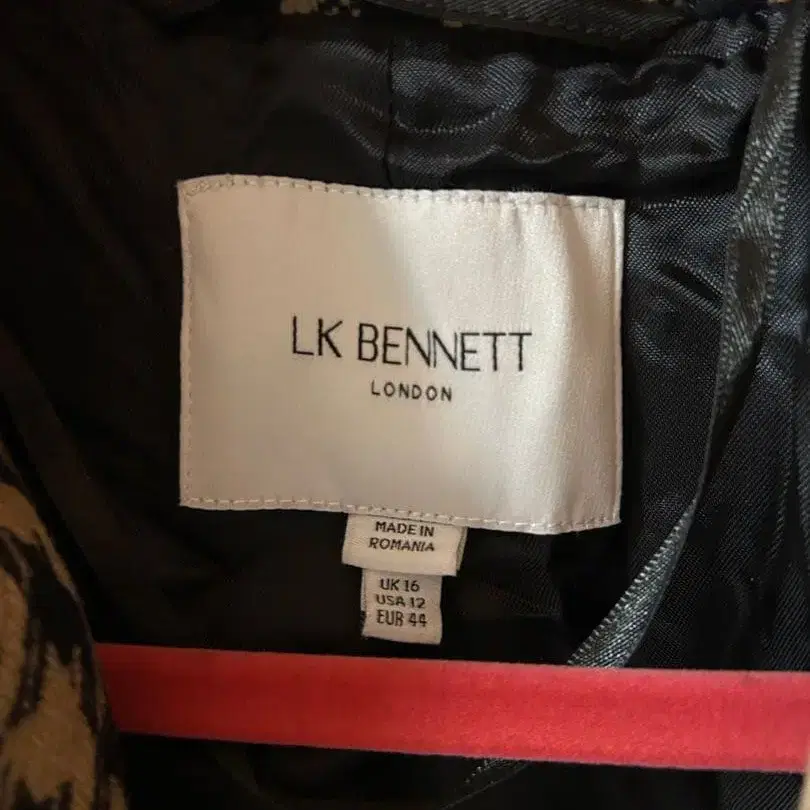 LK BENNETT
LONDON
MADE IN
ROMANIA
UK 16
USA 12
EUR 44